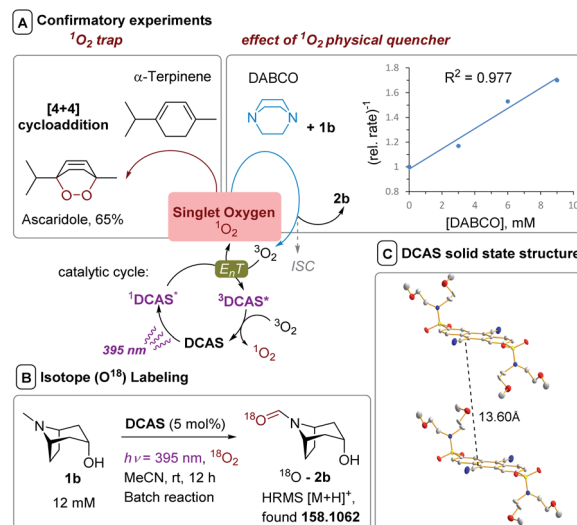 A Confirmatory experiments
¹O₂ trap
effect of ¹O₂ physical quencher
α-Terpinene
[4+4]
cycloaddition
Ascaridole, 65%
DABCO
N
N
+ 1b
R² = 0.977
(rel. rate)⁻¹
1.8
1.6
1.4
1.2
1
0.8
0 2 4 6 8 10
[DABCO], mM
O-O
Singlet Oxygen
¹O₂
2b
³O₂
ISC
catalytic cycle:
EnT
¹DCAS*
³DCAS*
DCAS
³O₂
395 nm
¹O₂
B Isotope (O¹⁸) Labeling
N
OH
1b
12 mM
DCAS (5 mol%)
hν = 395 nm, ¹⁸O₂
MeCN, rt, 12 h
Batch reaction
¹⁸O
N
OH
¹⁸O - 2b
HRMS [M+H]⁺,
found 158.1062
C DCAS solid state structure
13.60Å